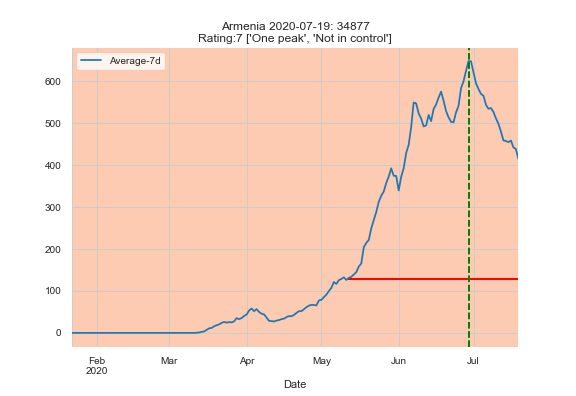 Armenia 2020-07-19: 34877
Rating:7 ['One peak', 'Not in control']
Average-7d
600
500
400
300
200
100
0
Feb Mar Apr May Jun Jul
2020
Date